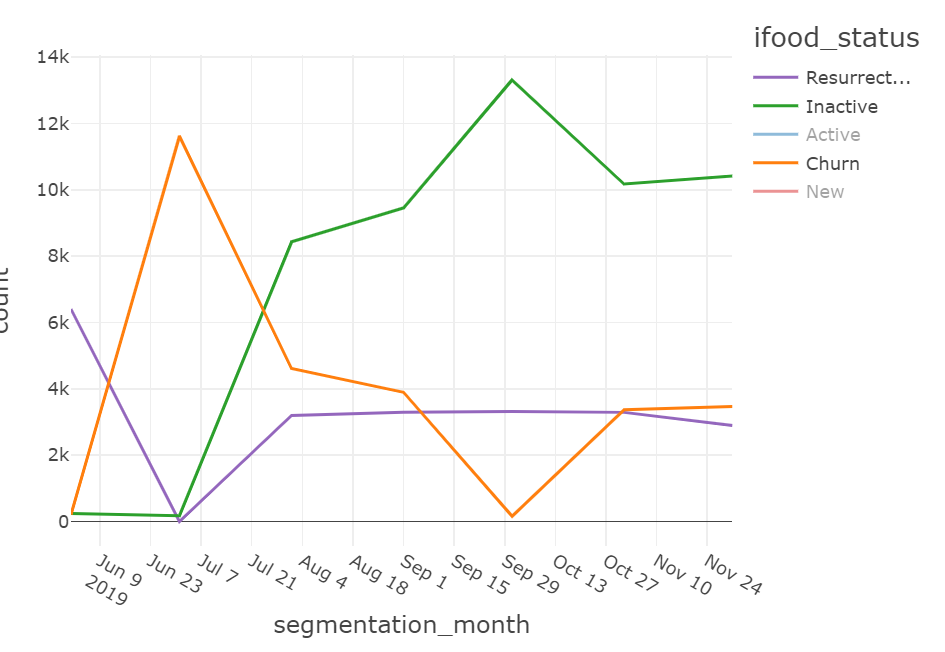 ifood_status
Resurrect...
Inactive
Active
Churn
New
14k
12k
10k
8k
6k
4k
2k
0
count
Jun 9
2019
Jun 23
Jul 7
Jul 21
Aug 4
Aug 18
Sep 1
Sep 15
Sep 29
Oct 13
Oct 27
Nov 10
Nov 24
segmentation_month